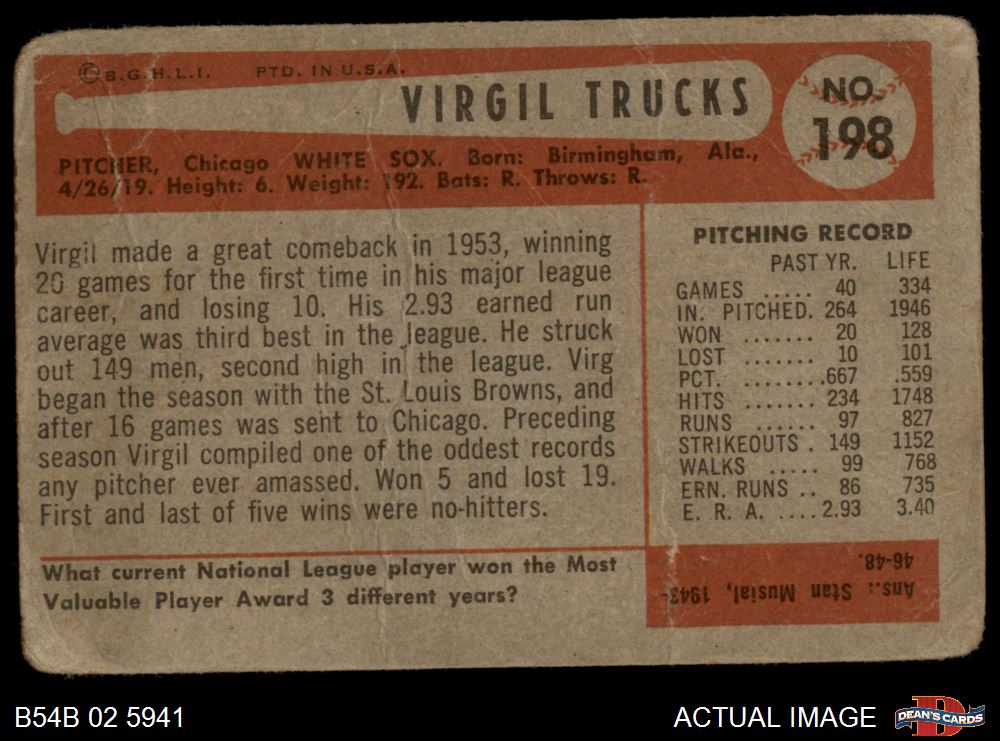 ©B.G.H.L.I. PTD. IN U.S.A.
VIRGIL TRUCKS
NO.
198
PITCHER, Chicago WHITE SOX. Born: Birmingham, Ala.,
4/26/19. Height: 6. Weight: 192. Bats: R. Throws: R.
Virgil made a great comeback in 1953, winning
20 games for the first time in his major league
career, and losing 10. His 2.93 earned run
average was third best in the league. He struck
out 149 men, second high in the league. Virg
began the season with the St. Louis Browns, and
after 16 games was sent to Chicago. Preceding
season Virgil compiled one of the oddest records
any pitcher ever amassed. Won 5 and lost 19.
First and last of five wins were no-hitters.
PITCHING RECORD
PAST YR. LIFE
GAMES ..... 40 334
IN. PITCHED. 264 1946
WON ....... 20 128
LOST ....... 10 101
PCT. ........667 .559
HITS ....... 234 1748
RUNS ...... 97 827
STRIKEOUTS . 149 1152
WALKS ..... 99 768
ERN. RUNS .. 86 735
E. R. A. ....2.93 3.40
What current National League player won the Most
Valuable Player Award 3 different years?
Ans.: Stan Musial, 1943-
46-48.
B54B 02 5941
ACTUAL IMAGE
DEAN'S CARDS